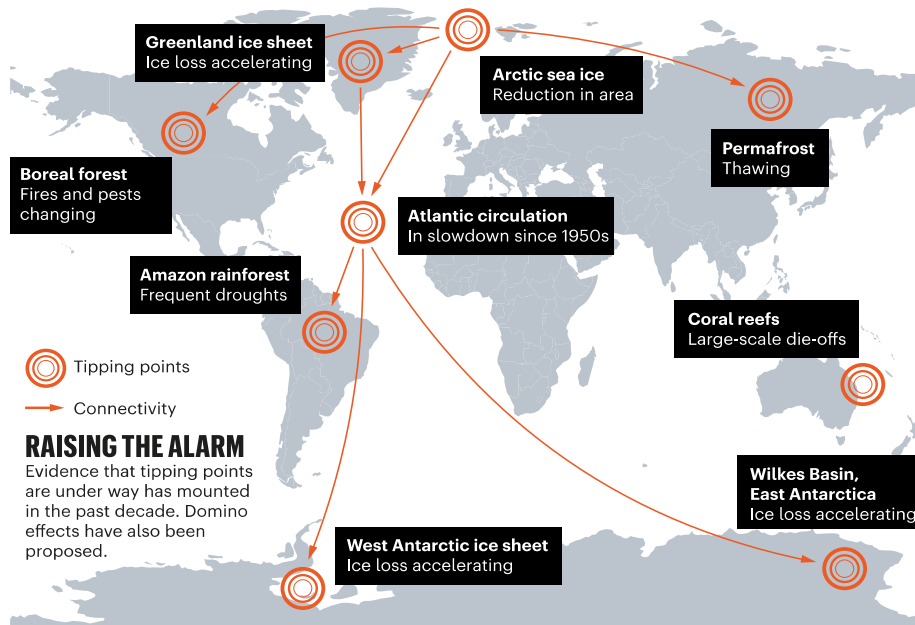 Greenland ice sheet
Ice loss accelerating
Arctic sea ice
Reduction in area
Permafrost
Thawing
Boreal forest
Fires and pests
changing
Atlantic circulation
In slowdown since 1950s
Amazon rainforest
Frequent droughts
Coral reefs
Large-scale die-offs
Tipping points
Connectivity
RAISING THE ALARM
Evidence that tipping points
are under way has mounted
in the past decade. Domino
effects have also been
proposed.
Wilkes Basin,
East Antarctica
Ice loss accelerating
West Antarctic ice sheet
Ice loss accelerating